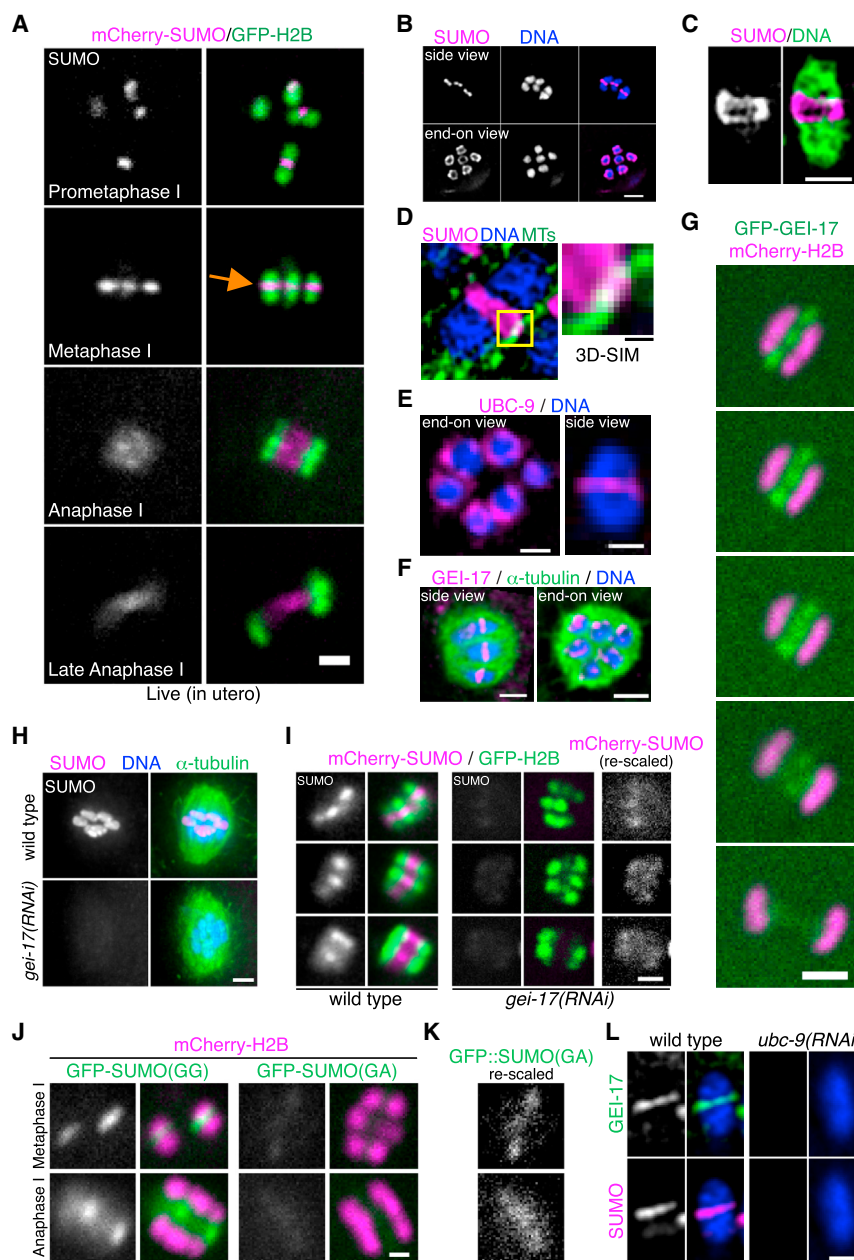 A
mCherry-SUMO/GFP-H2B
SUMO
Prometaphase I
Metaphase I
Anaphase I
Late Anaphase I
Live (in utero)
B
SUMO DNA
side view
end-on view
C
SUMO/DNA
D
SUMO DNA MTs
3D-SIM
E
UBC-9 / DNA
end-on view
side view
F
GEI-17 / α-tubulin / DNA
side view
end-on view
G
GFP-GEI-17
mCherry-H2B
H
SUMO DNA α-tubulin
SUMO
wild type
gei-17(RNAi)
I
mCherry-SUMO / GFP-H2B
mCherry-SUMO
(re-scaled)
SUMO
SUMO
wild type
gei-17(RNAi)
J
mCherry-H2B
GFP-SUMO(GG)
GFP-SUMO(GA)
Metaphase I
Anaphase I
K
GFP::SUMO(GA)
re-scaled
L
wild type
ubc-9(RNAi
GEI-17
SUMO